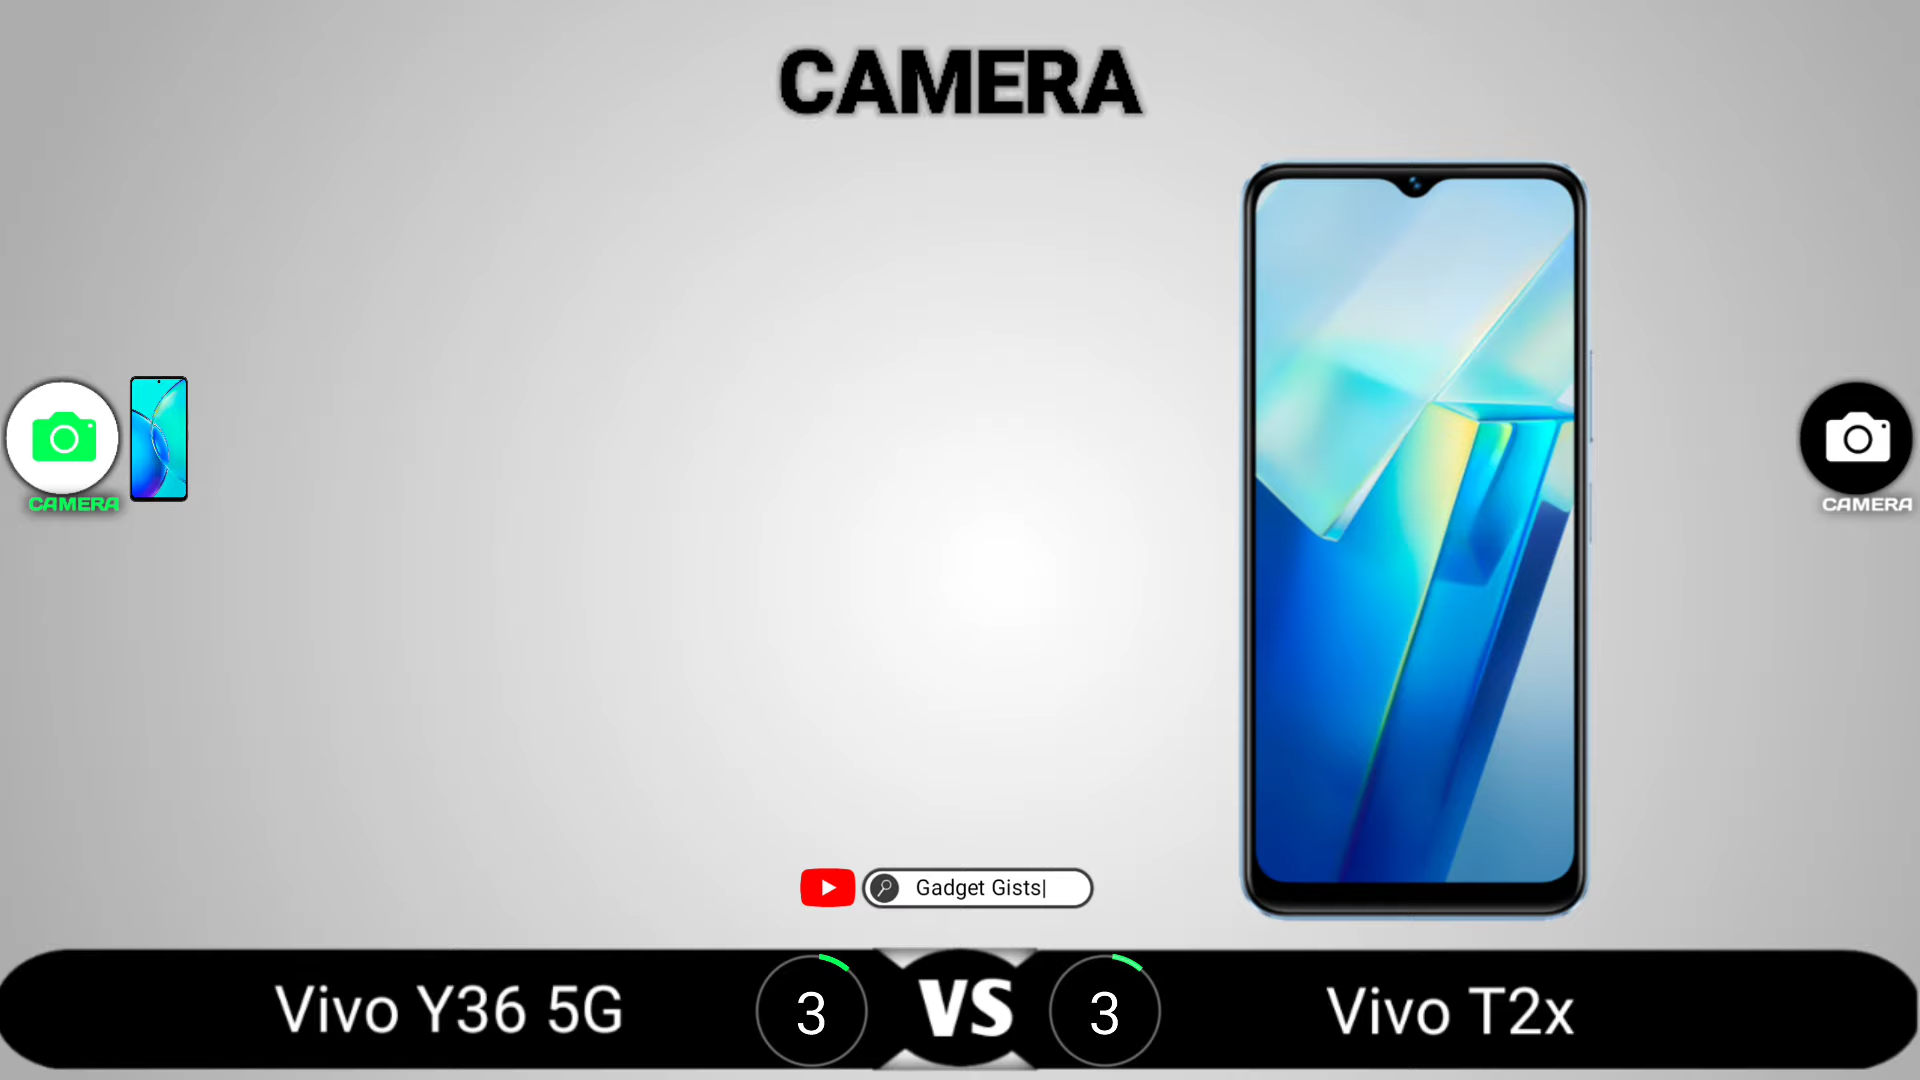 CAMERA
CAMERA
CAMERA
Gadget Gists|
Vivo Y36 5G
3
VS
3
Vivo T2x